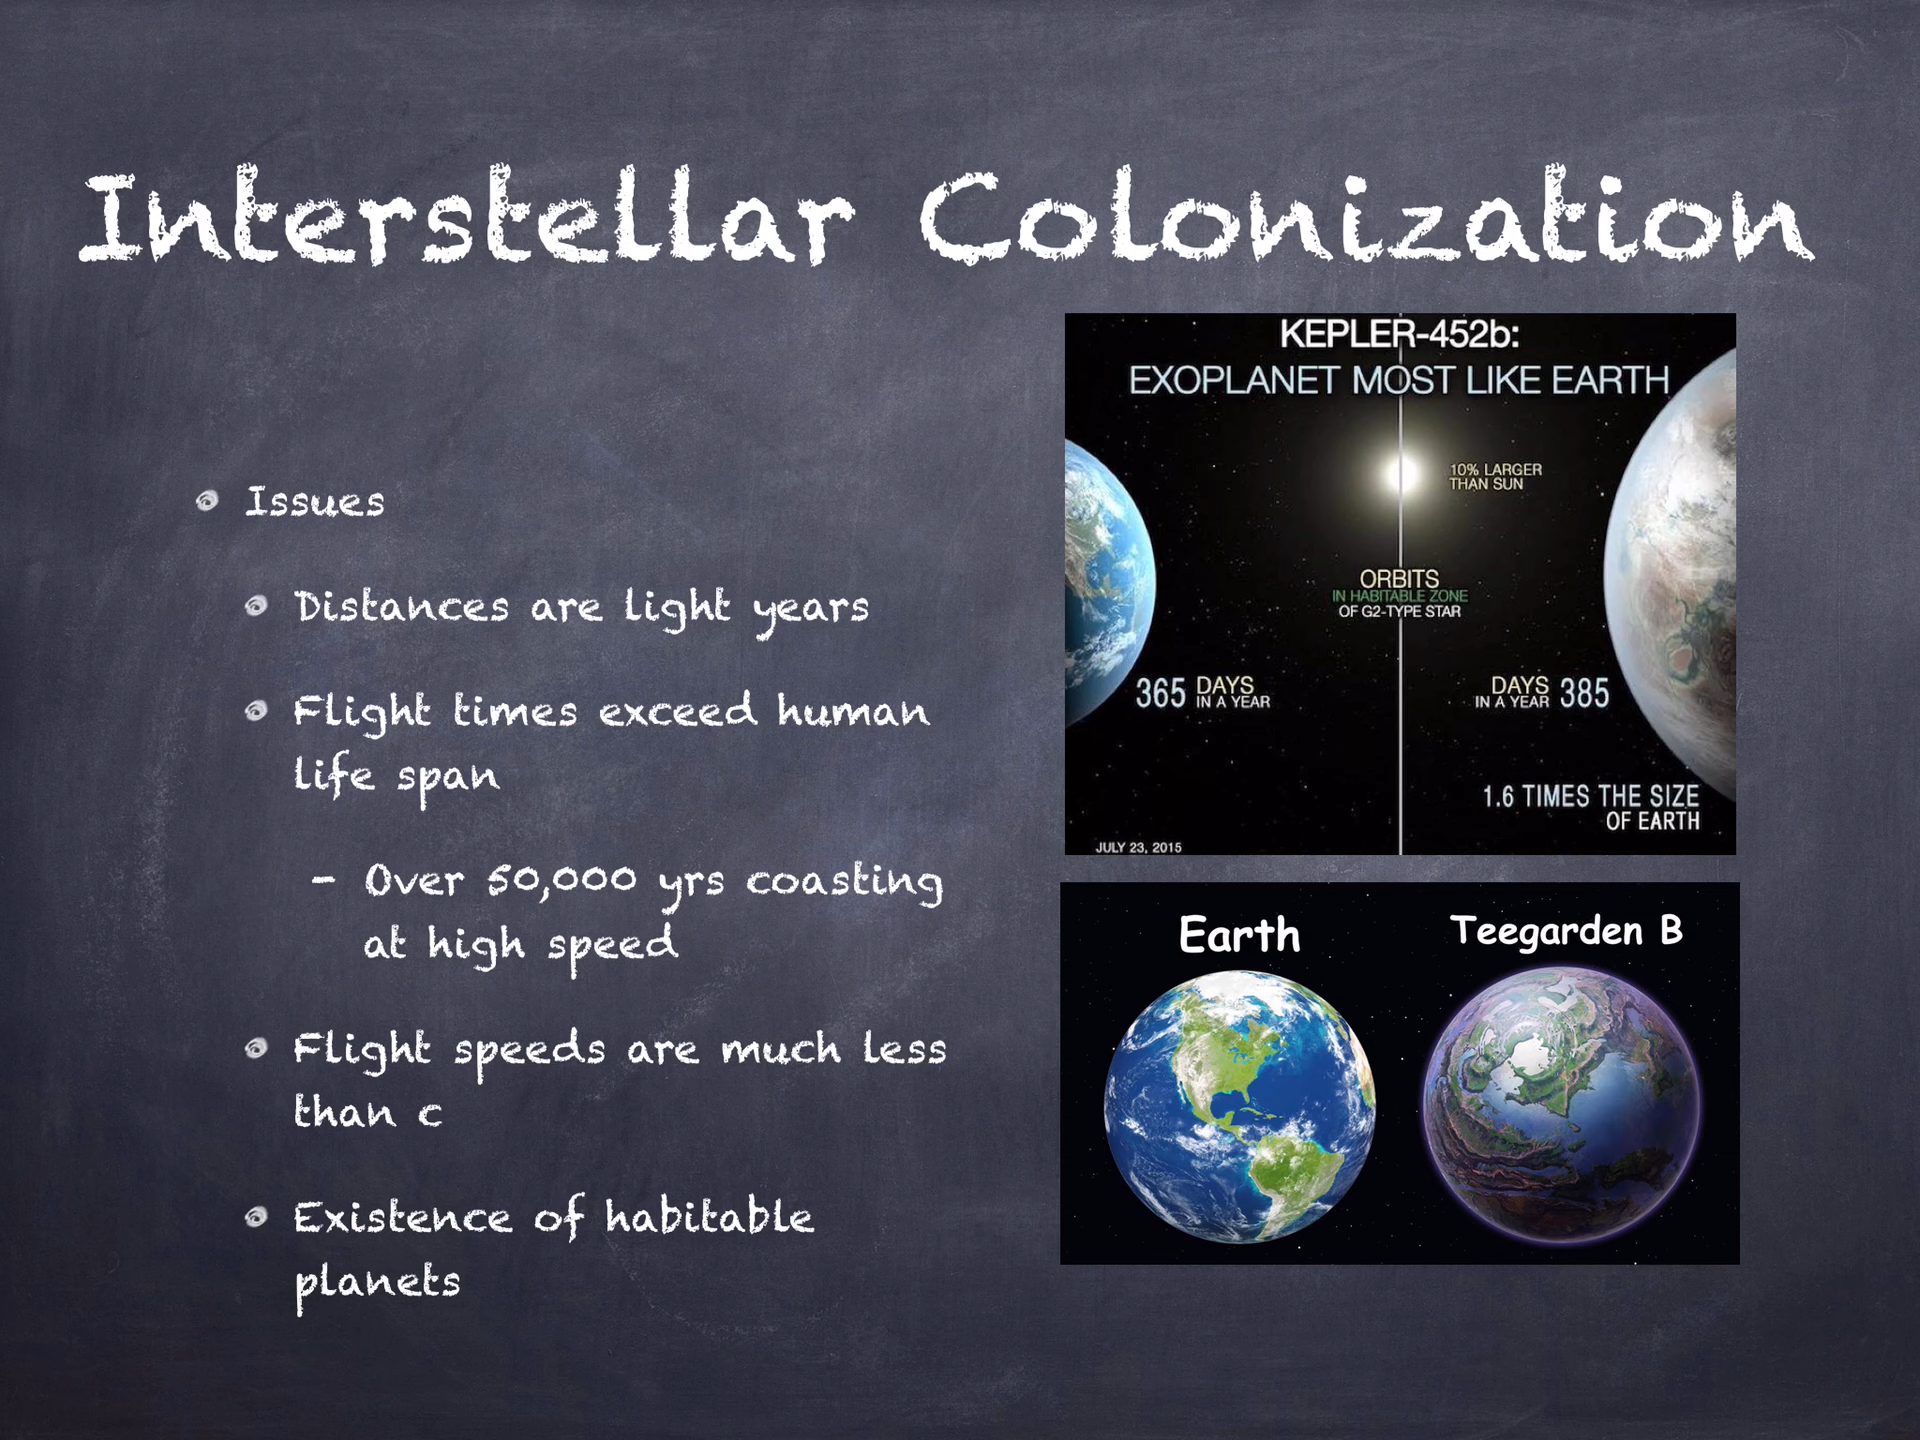 Interstellar Colonization
Issues
Distances are light years
Flight times exceed human
life span
- Over 50,000 yrs coasting
at high speed
Flight speeds are much less
than c
Existence of habitable
planets
KEPLER-452b:
EXOPLANET MOST LIKE EARTH
10% LARGER
THAN SUN
ORBITS
IN HABITABLE ZONE
OF G2-TYPE STAR
365 DAYS
IN A YEAR
DAYS 385
IN A YEAR
1.6 TIMES THE SIZE
OF EARTH
JULY 23, 2015
Earth
Teegarden B